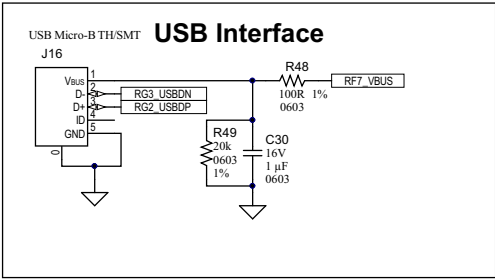 USB Micro-B TH/SMT
USB Interface
J16
VBUS 1
D- 2 RG3_USBDN
D+ 3 RG2_USBDP
ID 4
GND 5
0
R48
100R 1%
0603
RF7_VBUS
R49
20k
0603
1%
C30
16V
1 µF
0603